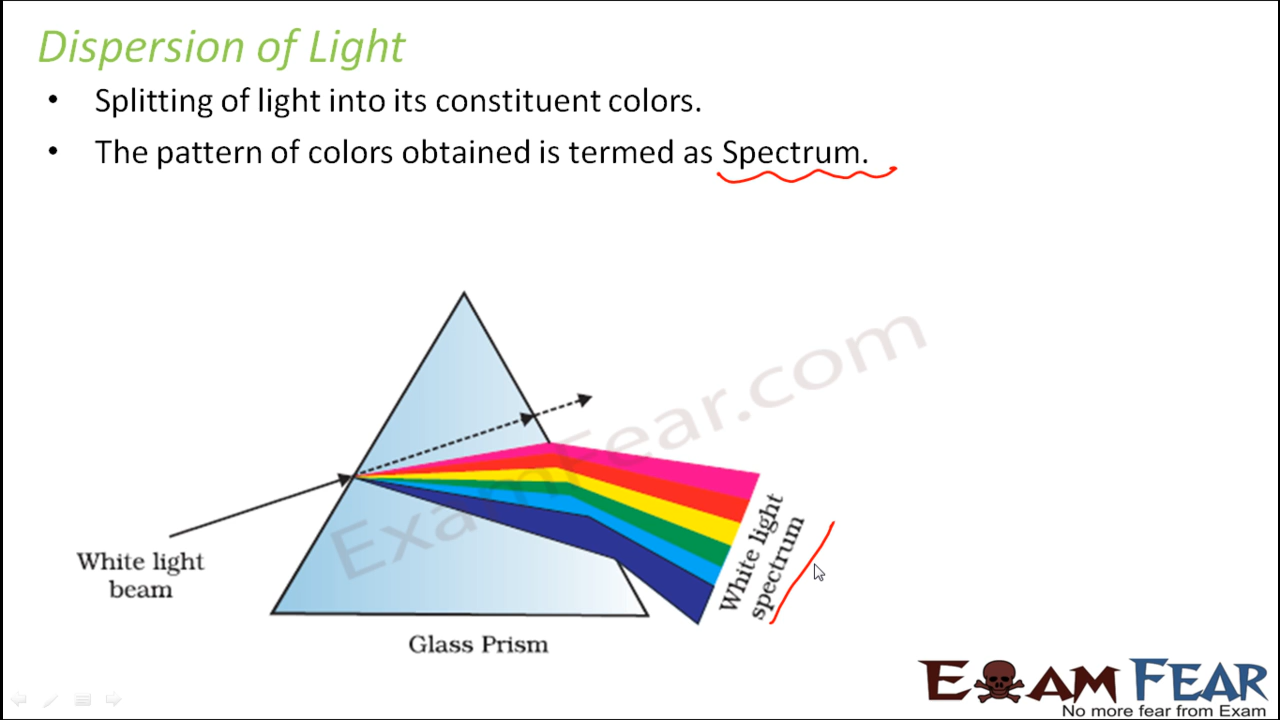 Dispersion of Light
• Splitting of light into its constituent colors.
• The pattern of colors obtained is termed as Spectrum.
ExamFear.com
White light
beam
White light
spectrum
Glass Prism
EXAM FEAR
No more fear from Exam